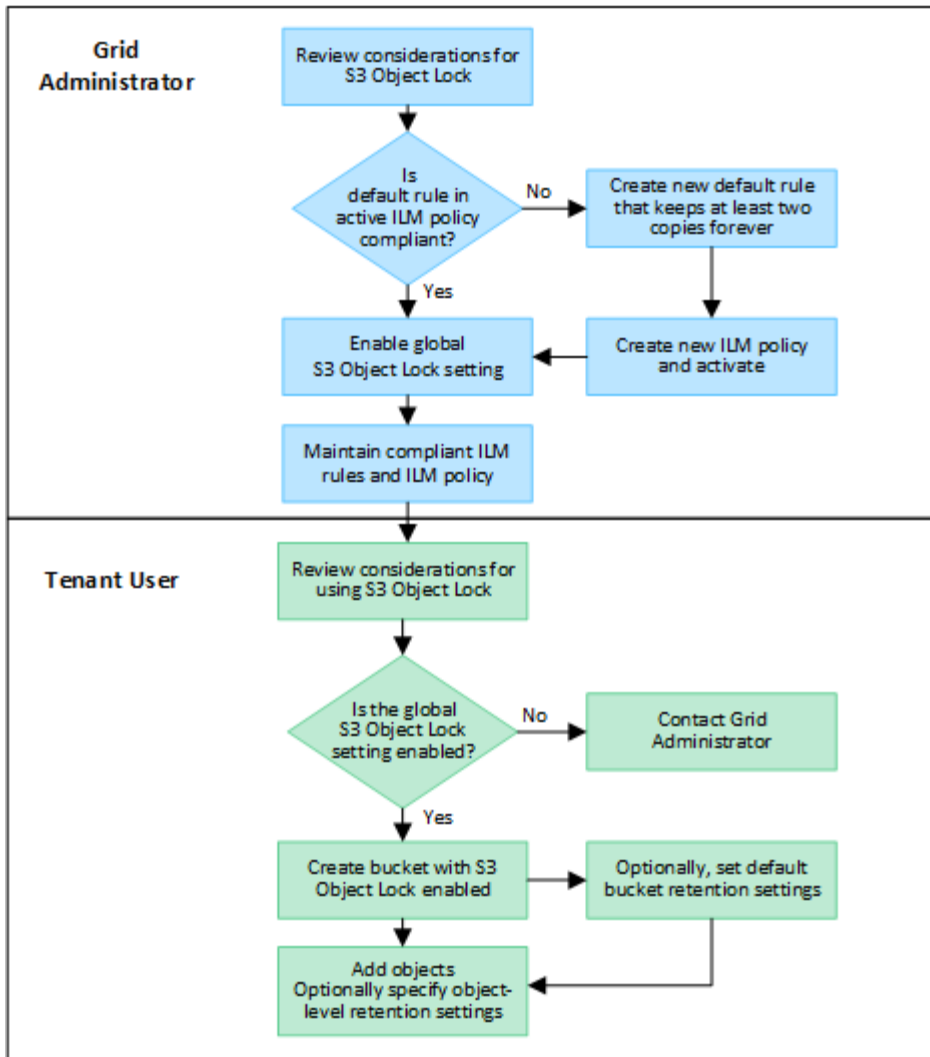 Grid
Administrator
Review considerations for
S3 Object Lock
Is
default rule in
active ILM policy
compliant?
No
Create new default rule
that keeps at least two
copies forever
Yes
Enable global
S3 Object Lock setting
Create new ILM policy
and activate
Maintain compliant ILM
rules and ILM policy
Tenant User
Review considerations for
using S3 Object Lock
Is the global
S3 Object Lock
setting enabled?
No
Contact Grid
Administrator
Yes
Create bucket with S3
Object Lock enabled
Optionally, set default
bucket retention settings
Add objects
Optionally specify object-
level retention settings